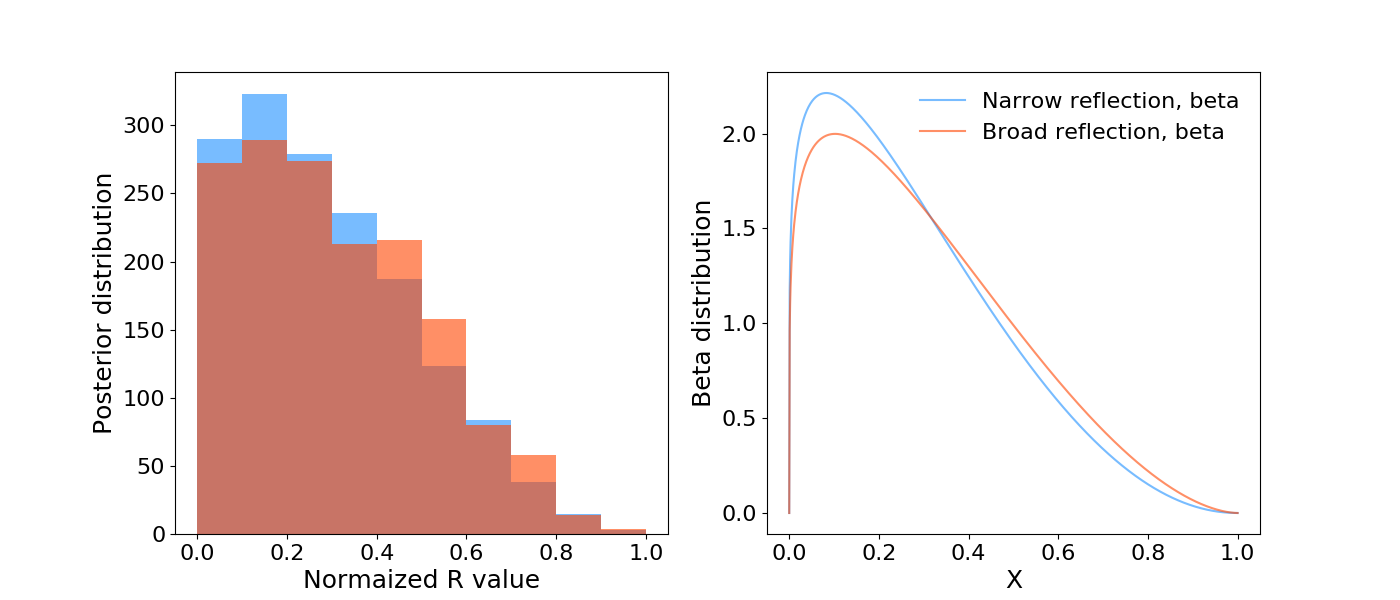 Posterior distribution
300
250
200
150
100
50
0
0.0 0.2 0.4 0.6 0.8 1.0
Normaized R value
Beta distribution
2.0
1.5
1.0
0.5
0.0
0.0 0.2 0.4 0.6 0.8 1.0
X
Narrow reflection, beta
Broad reflection, beta